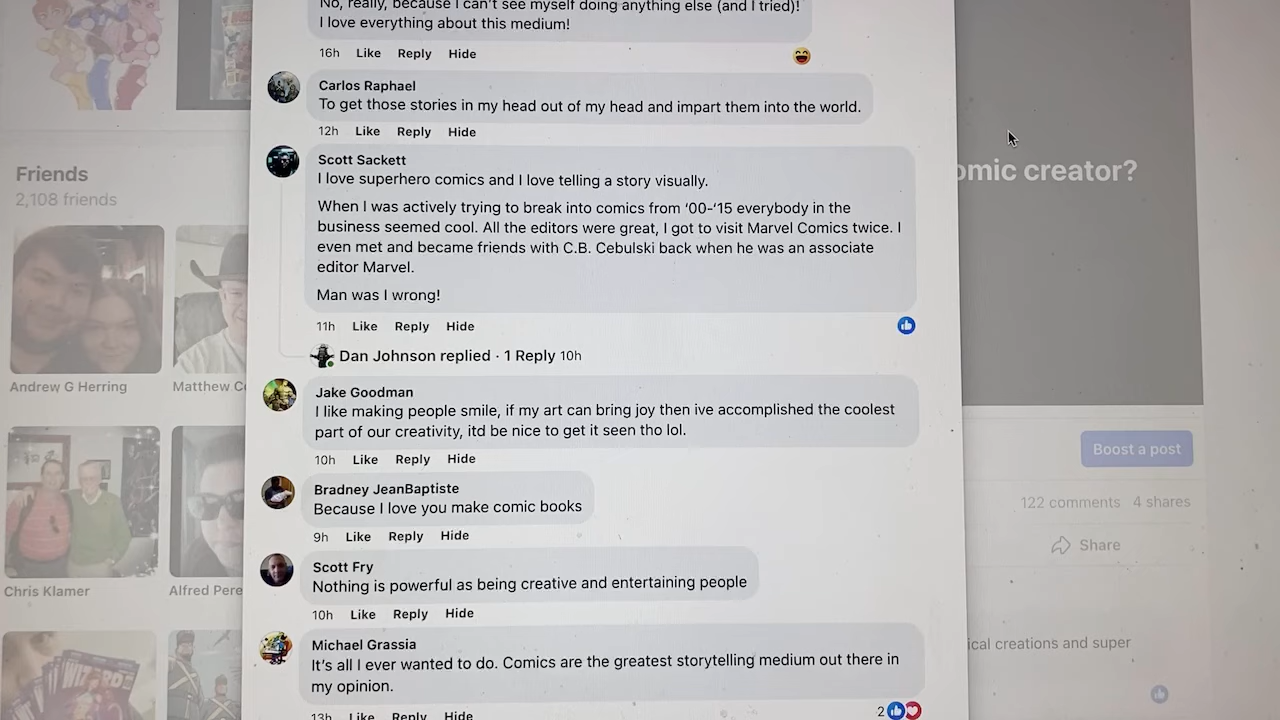 No, really, because I can't see myself doing anything else (and I tried)!
I love everything about this medium!
16h Like Reply Hide
Carlos Raphael
To get those stories in my head out of my head and impart them into the world.
12h Like Reply Hide
Scott Sackett
I love superhero comics and I love telling a story visually.
When I was actively trying to break into comics from ‘00-‘15 everybody in the
business seemed cool. All the editors were great, I got to visit Marvel Comics twice. I
even met and became friends with C.B. Cebulski back when he was an associate
editor Marvel.
Man was I wrong!
11h Like Reply Hide
Dan Johnson replied · 1 Reply 10h
Jake Goodman
I like making people smile, if my art can bring joy then ive accomplished the coolest
part of our creativity, itd be nice to get it seen tho lol.
10h Like Reply Hide
Bradney JeanBaptiste
Because I love you make comic books
9h Like Reply Hide
Scott Fry
Nothing is powerful as being creative and entertaining people
10h Like Reply Hide
Michael Grassia
It's all I ever wanted to do. Comics are the greatest storytelling medium out there in
my opinion.
13h Like Reply Hide
2
Friends
2,108 friends
Andrew G Herring
Matthew C
Chris Klamer
Alfred Pere
WIZARD
omic creator?
Boost a post
122 comments 4 shares
Share
ical creations and super